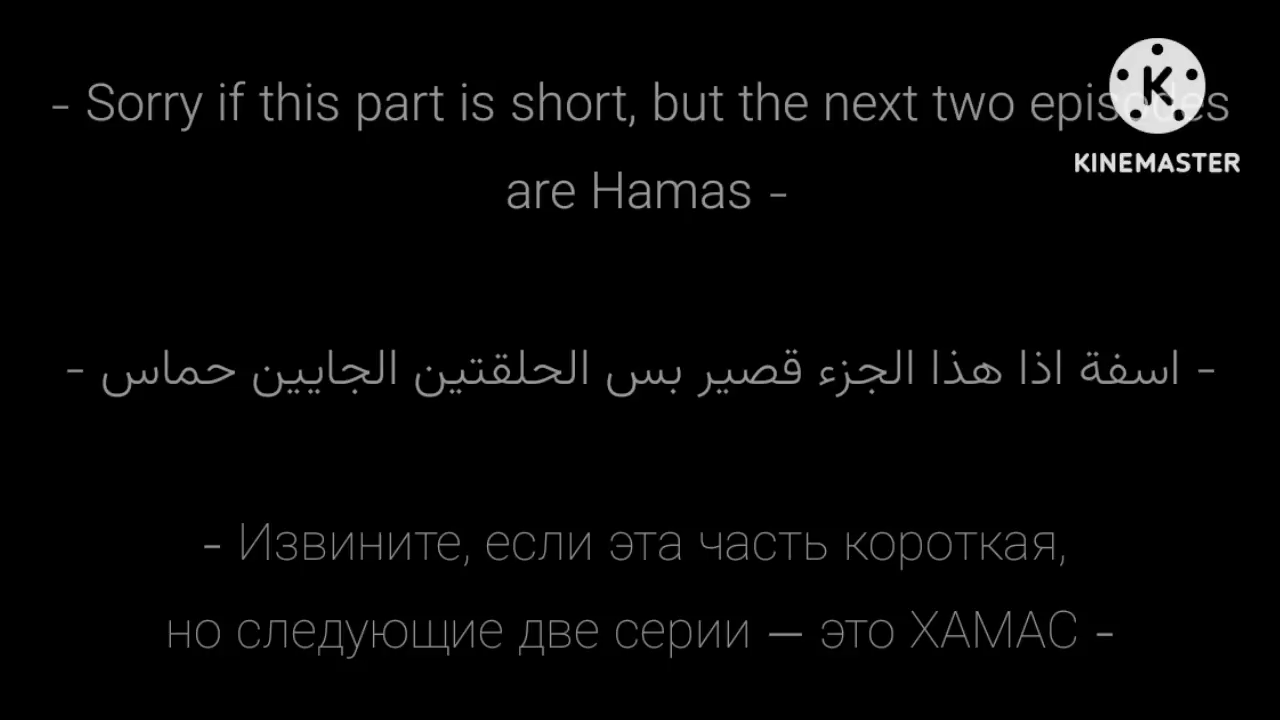 - Sorry if this part is short, but the next two episodes
are Hamas -
- اسفة اذا هذا الجزء قصير بس الحلقتين الجايين حماس -
- Извините, если эта часть короткая,
но следующие две серии — это ХАМАС -
K
KINEMASTER